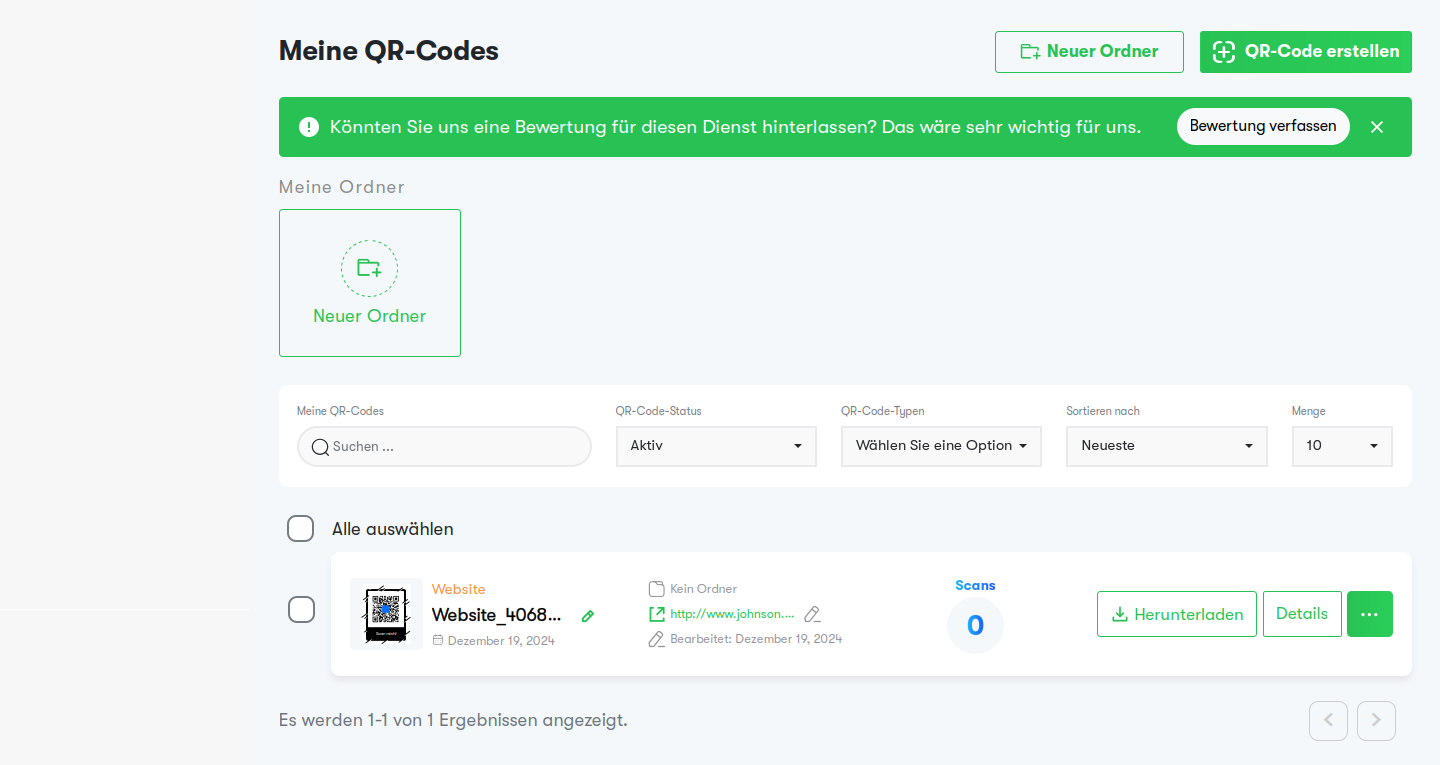 Meine QR-Codes
Neuer Ordner
QR-Code erstellen
Könnten Sie uns eine Bewertung für diesen Dienst hinterlassen? Das wäre sehr wichtig für uns.
Bewertung verfassen
Meine Ordner
Neuer Ordner
Meine QR-Codes
QR-Code-Status
QR-Code-Typen
Sortieren nach
Menge
Suchen ...
Aktiv
Wählen Sie eine Option
Neueste
10
Alle auswählen
Website
Website_4068...
Dezember 19, 2024
Kein Ordner
http://www.johnson....
Bearbeitet: Dezember 19, 2024
Scans
0
Herunterladen
Details
Es werden 1-1 von 1 Ergebnissen angezeigt.